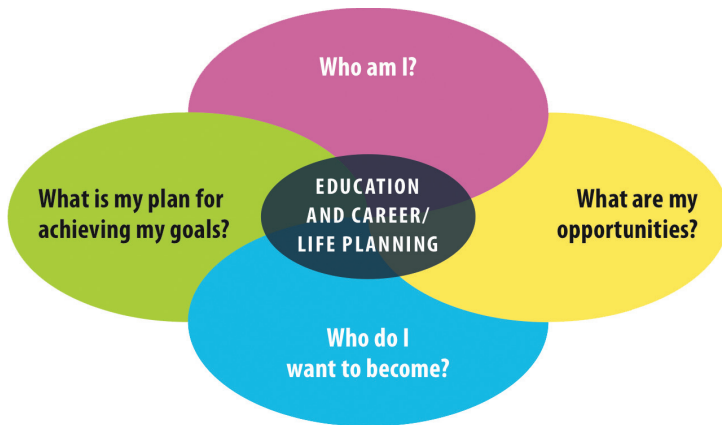 Who am I?
What is my plan for
achieving my goals?
EDUCATION
AND CAREER/
LIFE PLANNING
What are my
opportunities?
Who do I
want to become?